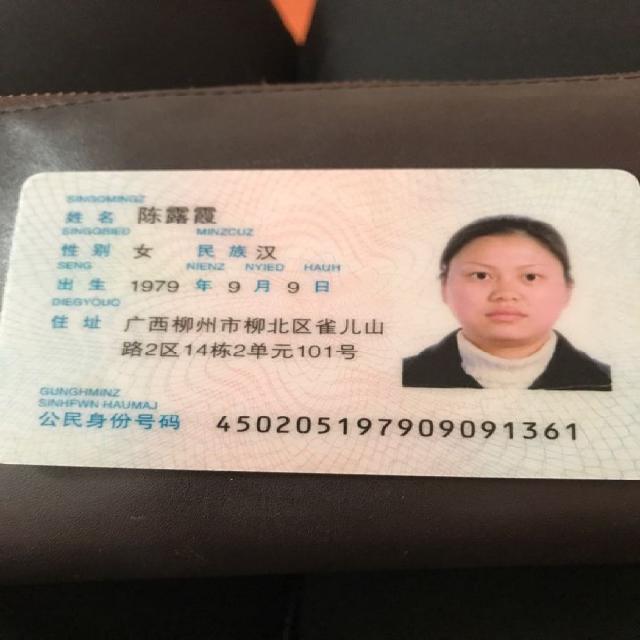 SINGQMINGZ
姓名 陈露霞
SINGQBIED MINZCUZ
性别 女 民族 汉
SENG NIENZ NYIED HAUH
出生 1979 年 9 月 9 日
DIEGYOUQ
住址 广西柳州市柳北区雀儿山
路2区14栋2单元101号
GUNGHMINZ
SINHFWN HAUMAJ
公民身份号码 450205197909091361